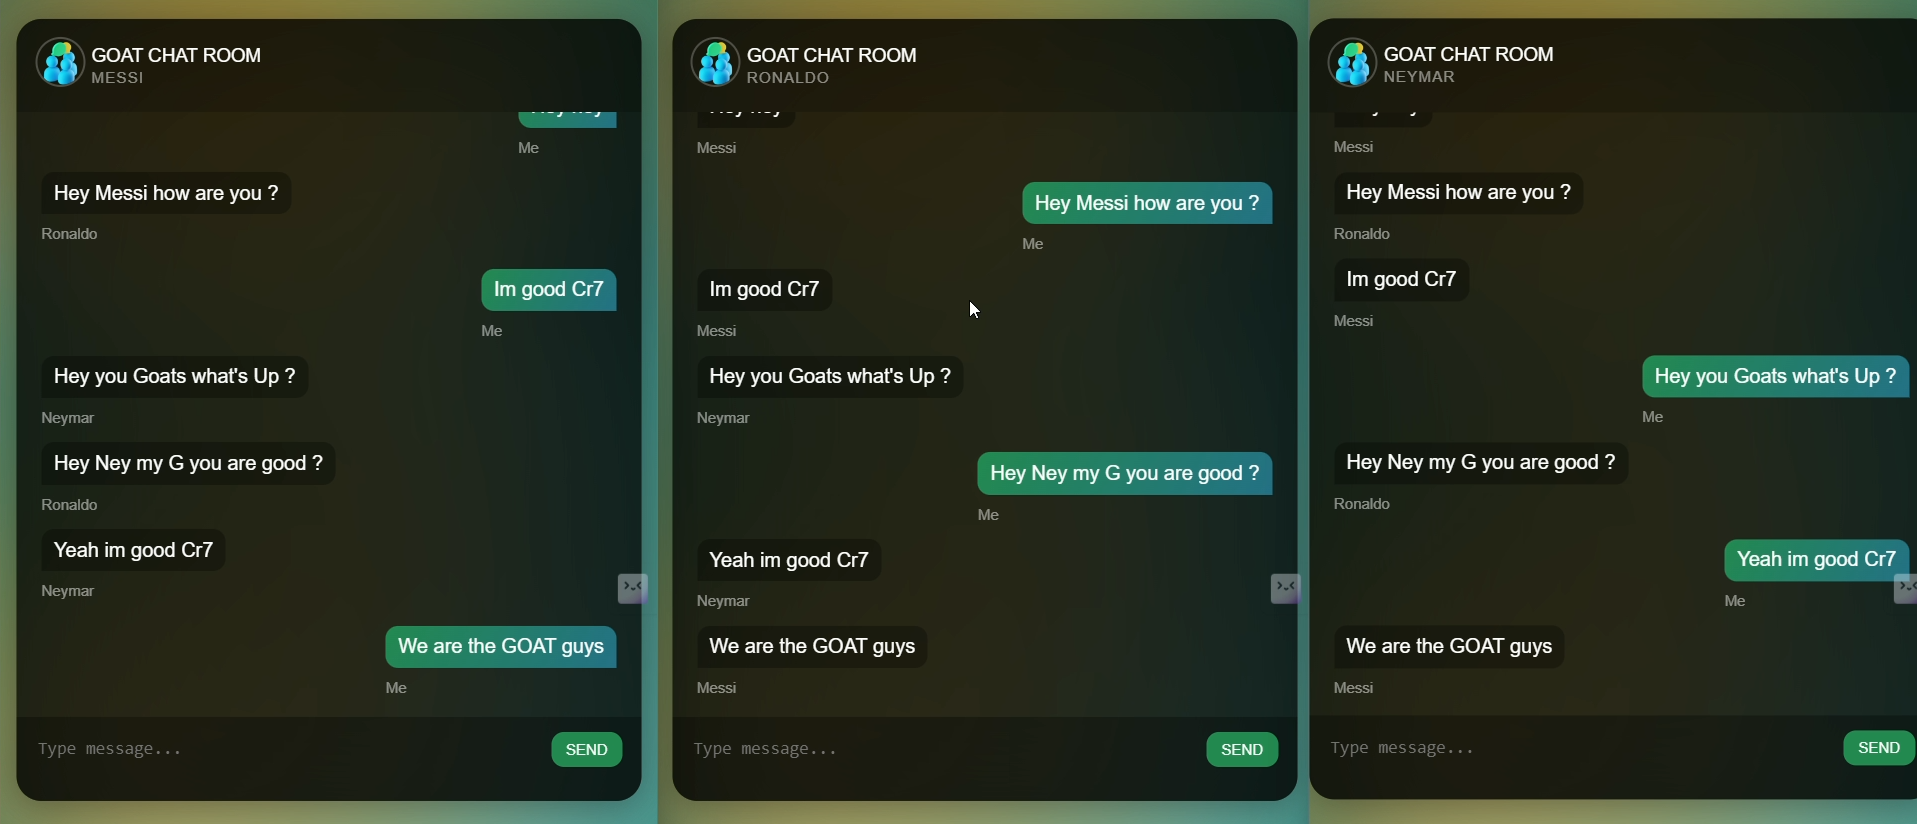 GOAT CHAT ROOM
MESSI
Me
Hey Messi how are you ?
Ronaldo
Im good Cr7
Me
Hey you Goats what's Up ?
Neymar
Hey Ney my G you are good ?
Ronaldo
Yeah im good Cr7
Neymar
We are the GOAT guys
Me
Type message...
SEND
GOAT CHAT ROOM
RONALDO
Messi
Hey Messi how are you ?
Me
Im good Cr7
Messi
Hey you Goats what's Up ?
Neymar
Hey Ney my G you are good ?
Me
Yeah im good Cr7
Neymar
We are the GOAT guys
Messi
Type message...
SEND
GOAT CHAT ROOM
NEYMAR
Messi
Hey Messi how are you ?
Ronaldo
Im good Cr7
Messi
Hey you Goats what's Up ?
Me
Hey Ney my G you are good ?
Ronaldo
Yeah im good Cr7
Me
We are the GOAT guys
Messi
Type message...
SEND